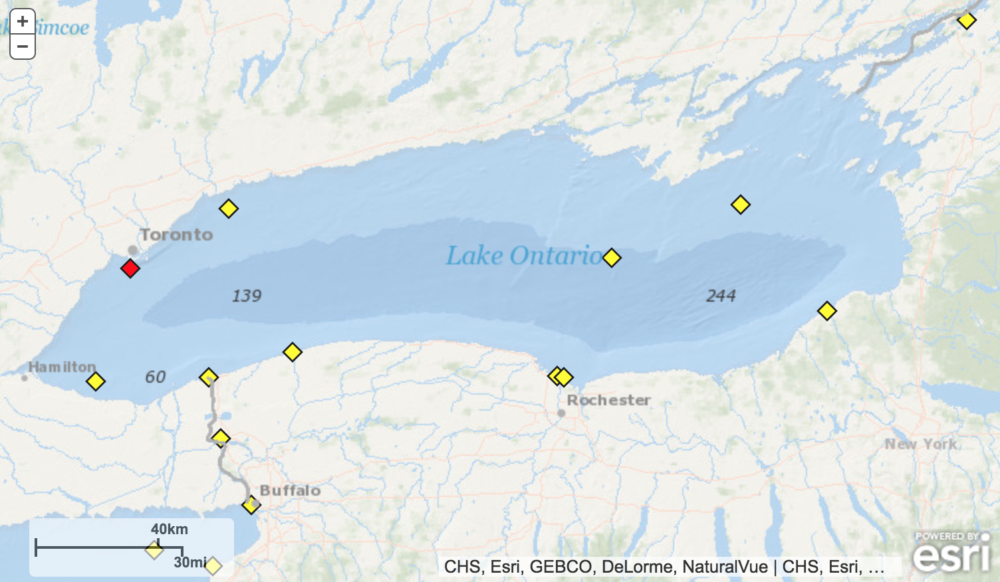 +
imcoe
−
Toronto
Lake Ontario
139
244
Hamilton
60
Rochester
New York
Buffalo
40km
30mi
POWERED BY
esri
CHS, Esri, GEBCO, DeLorme, NaturalVue | CHS, Esri, …